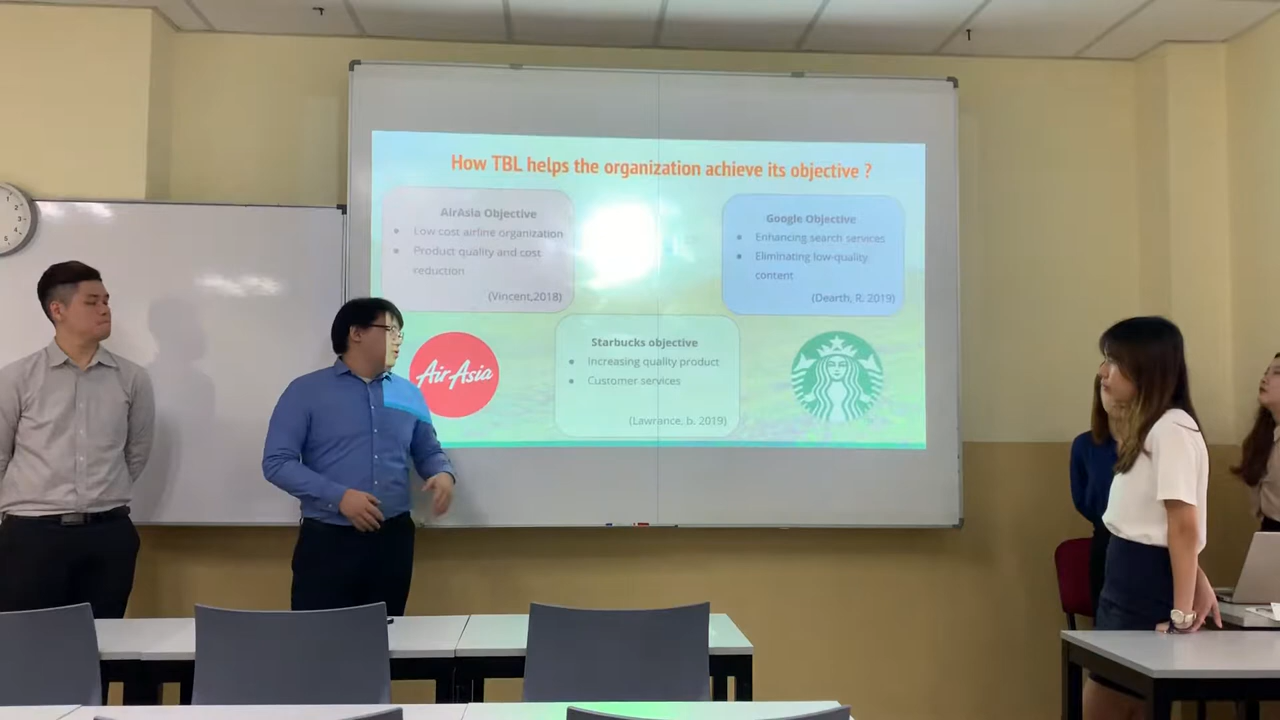 How TBL helps the organization achieve its objective ?
AirAsia Objective
Low cost airline organization
Product quality and cost
reduction
(Vincent,2018)
Google Objective
Enhancing search services
Eliminating low-quality
content
(Dearth, R. 2019)
Starbucks objective
Increasing quality product
Customer services
(Lawrance, b. 2019)
AirAsia